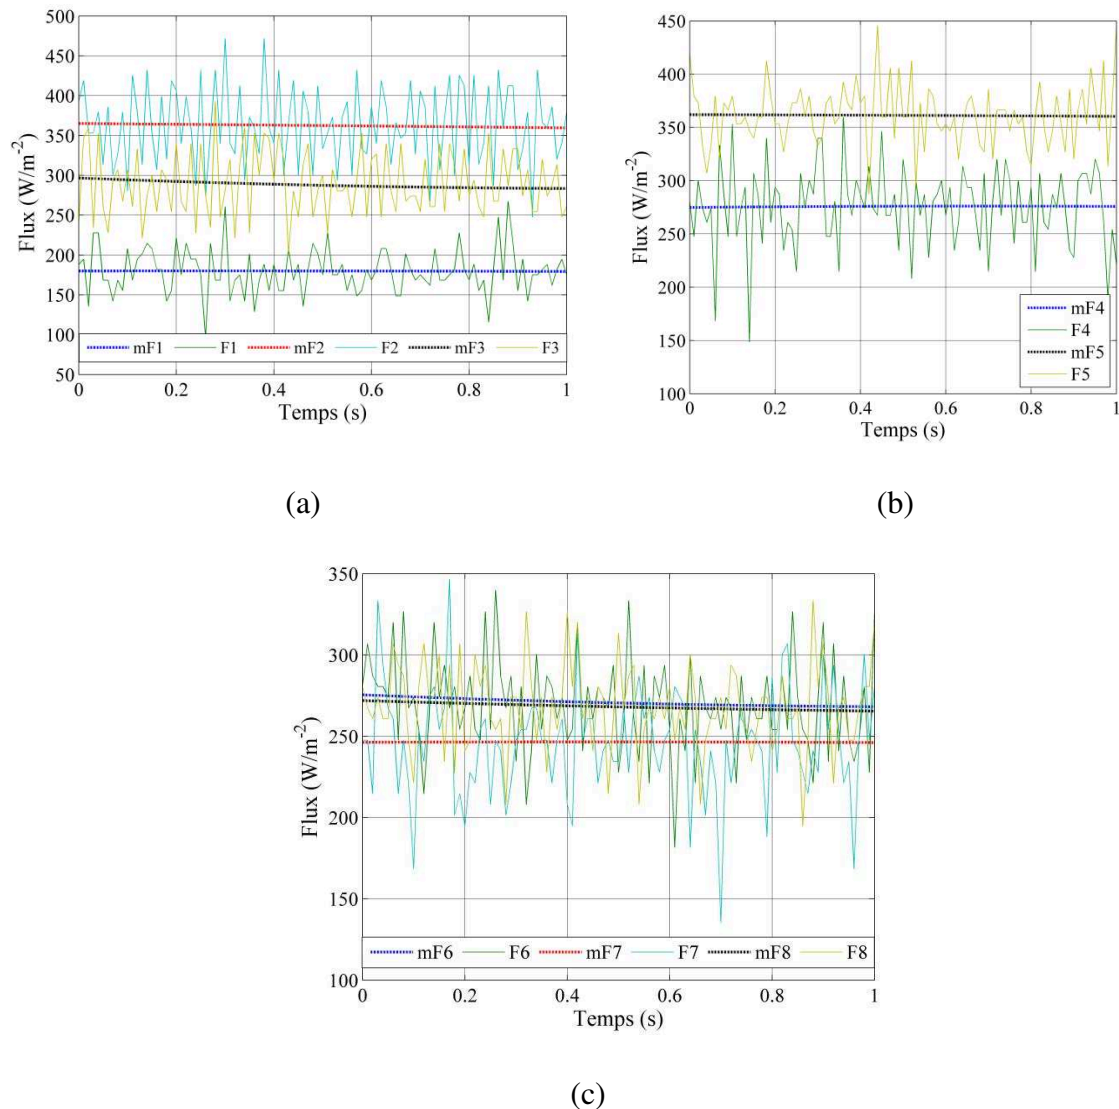 500
450
400
350
300
250
200
150
100
50
Flux (W/m-2)
mF1 F1 mF2 F2 mF3 F3
0 0.2 0.4 0.6 0.8 1
Temps (s)
(a)
450
400
350
300
250
200
150
100
Flux (W/m-2)
mF4
F4
mF5
F5
0 0.2 0.4 0.6 0.8 1
Temps (s)
(b)
350
300
250
200
150
100
Flux (W/m-2)
mF6 F6 mF7 F7 mF8 F8
0 0.2 0.4 0.6 0.8 1
Temps (s)
(c)